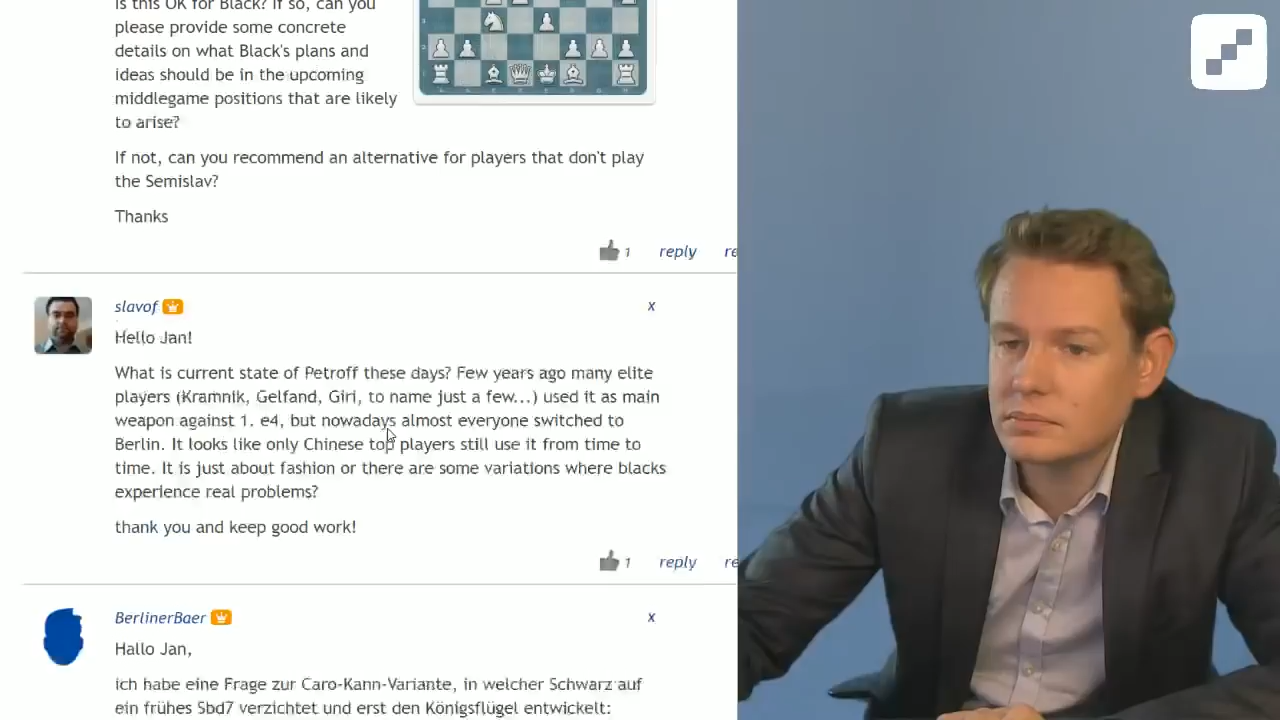 is this OK for Black? If so, can you
please provide some concrete
details on what Black's plans and
ideas should be in the upcoming
middlegame positions that are likely
to arise?
If not, can you recommend an alternative for players that don't play
the Semislav?
Thanks
1 reply re
slavof x
Hello Jan!
What is current state of Petroff these days? Few years ago many elite
players (Kramnik, Gelfand, Giri, to name just a few...) used it as main
weapon against 1. e4, but nowadays almost everyone switched to
Berlin. It looks like only Chinese top players still use it from time to
time. It is just about fashion or there are some variations where blacks
experience real problems?
thank you and keep good work!
1 reply re
BerlinerBaer x
Hallo Jan,
ich habe eine Frage zur Caro-Kann-Variante, in welcher Schwarz auf
ein frühes Sbd7 verzichtet und erst den Königsflügel entwickelt: